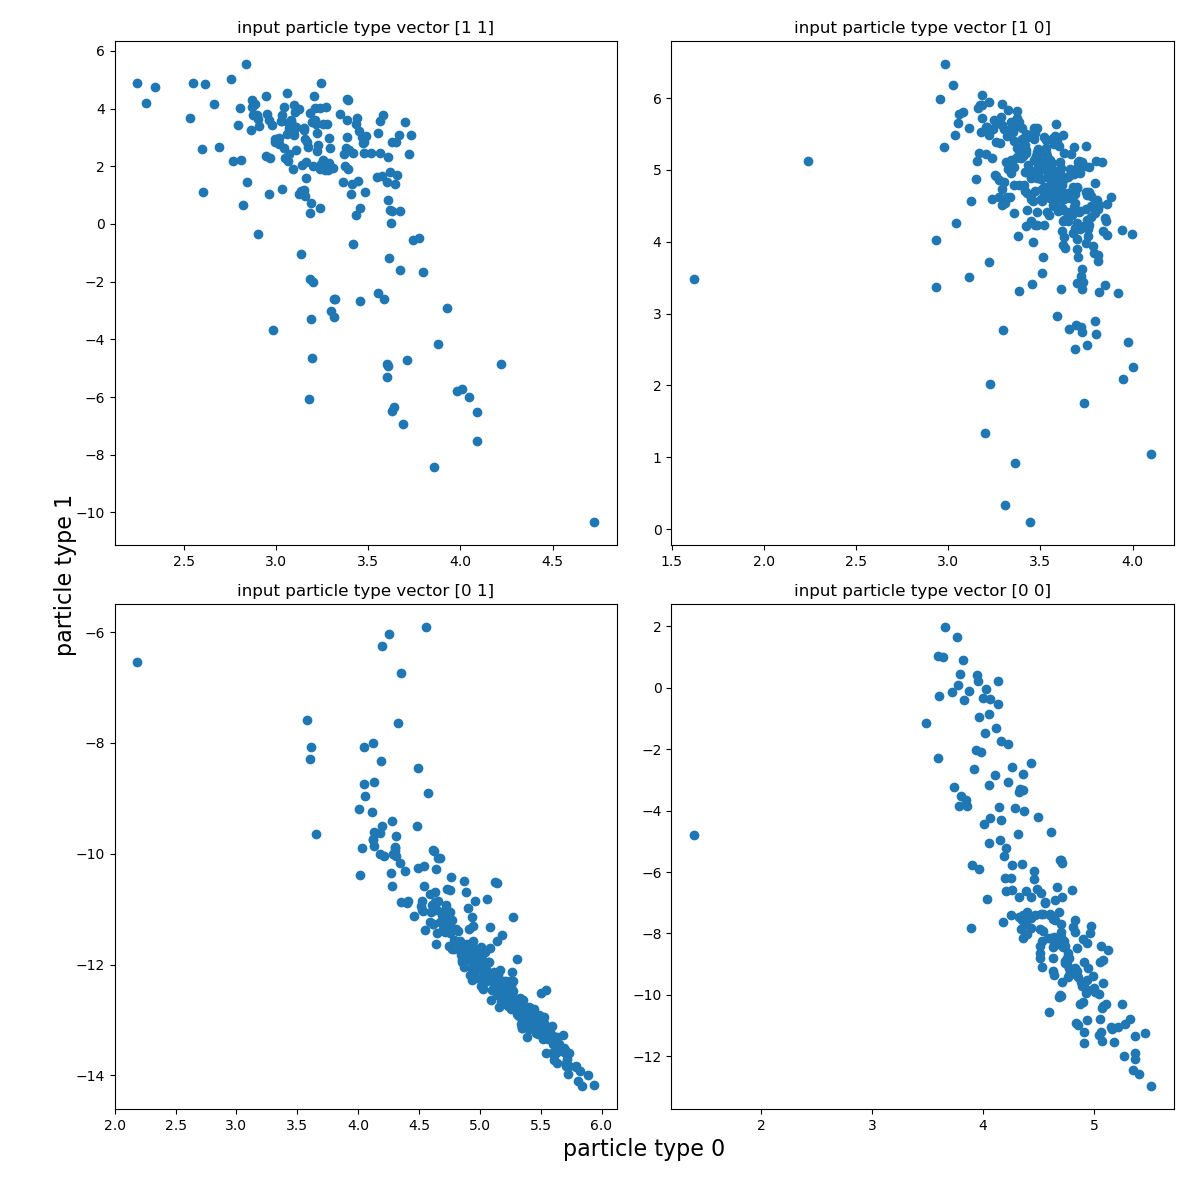 input particle type vector [1 1]
input particle type vector [1 0]
6
4
2
0
−2
−4
−6
−8
−10
2.5 3.0 3.5 4.0 4.5
6
5
4
3
2
1
0
1.5 2.0 2.5 3.0 3.5 4.0
input particle type vector [0 1]
input particle type vector [0 0]
−6
−8
−10
−12
−14
2.0 2.5 3.0 3.5 4.0 4.5 5.0 5.5 6.0
2
0
−2
−4
−6
−8
−10
−12
2 3 4 5
particle type 1
particle type 0